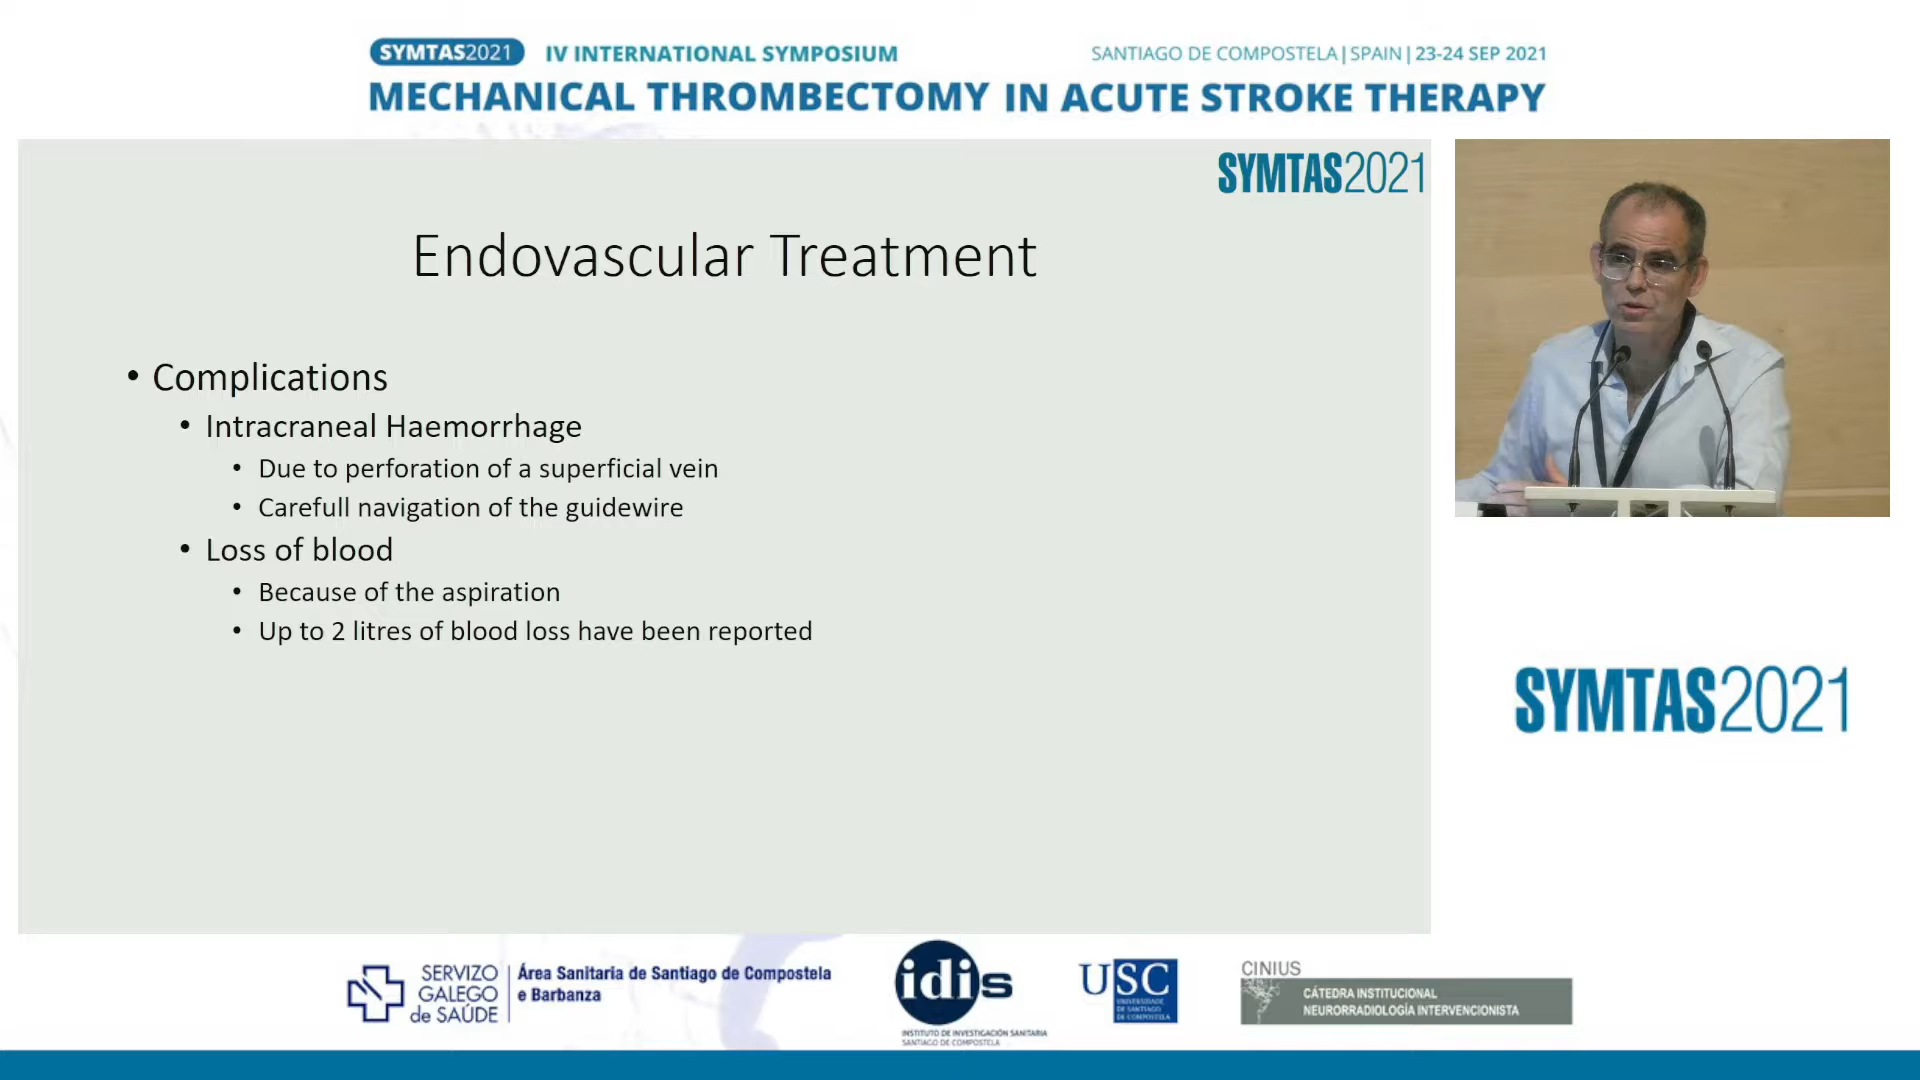 SYMTAS2021 IV INTERNATIONAL SYMPOSIUM SANTIAGO DE COMPOSTELA | SPAIN | 23-24 SEP 2021
MECHANICAL THROMBECTOMY IN ACUTE STROKE THERAPY
SYMTAS2021
Endovascular Treatment
• Complications
• Intracraneal Haemorrhage
• Due to perforation of a superficial vein
• Carefull navigation of the guidewire
• Loss of blood
• Because of the aspiration
• Up to 2 litres of blood loss have been reported
SYMTAS2021
SERVIZO
GALEGO
de SAÚDE
Área Sanitaria de Santiago de Compostela
e Barbanza
idis
INSTITUTO DE INVESTIGACIÓN SANITARIA
SANTIAGO DE COMPOSTELA
USC
UNIVERSIDADE
DE SANTIAGO
DE COMPOSTELA
CINIUS
CÁTEDRA INSTITUCIONAL
NEURORRADIOLOGÍA INTERVENCIONISTA